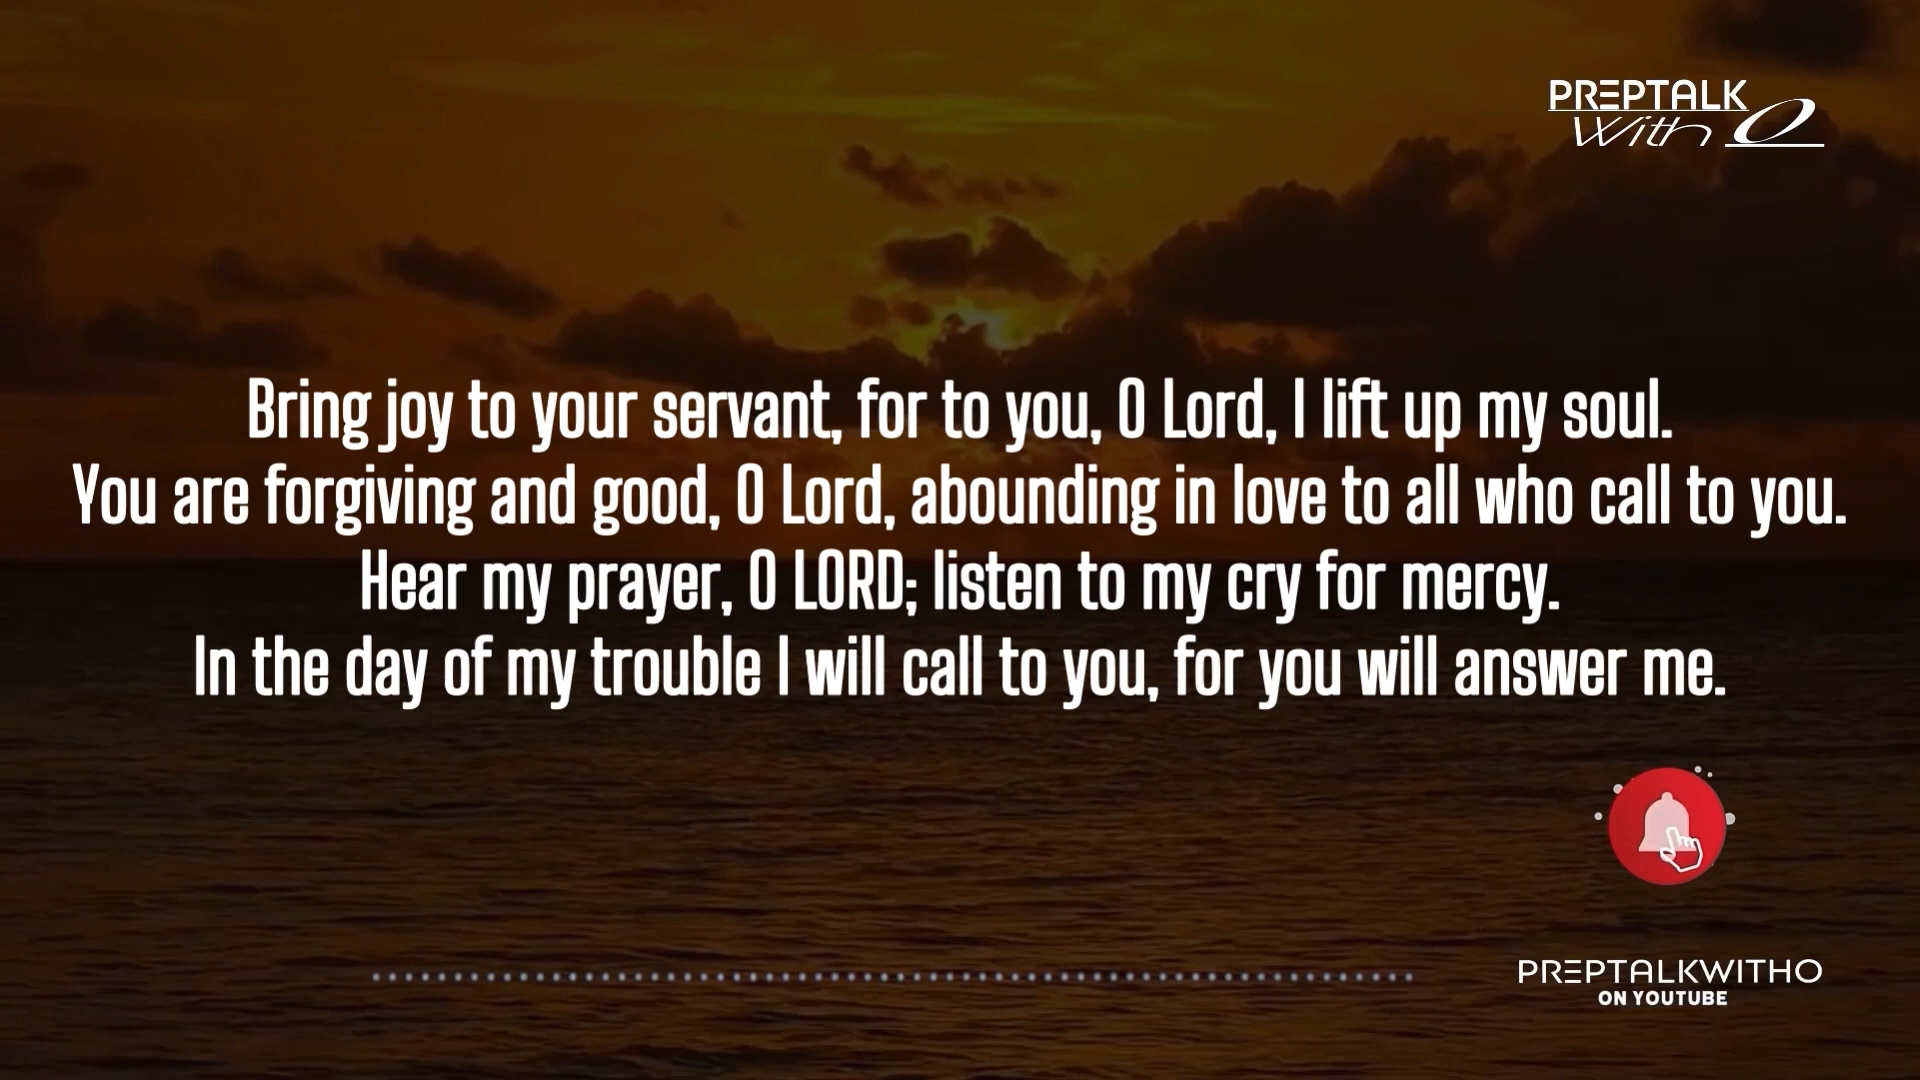 PREPTALK
With O
Bring joy to your servant, for to you, O Lord, I lift up my soul.
You are forgiving and good, O Lord, abounding in love to all who call to you.
Hear my prayer, O LORD; listen to my cry for mercy.
In the day of my trouble I will call to you, for you will answer me.
PREPTALKWITHO
ON YOUTUBE